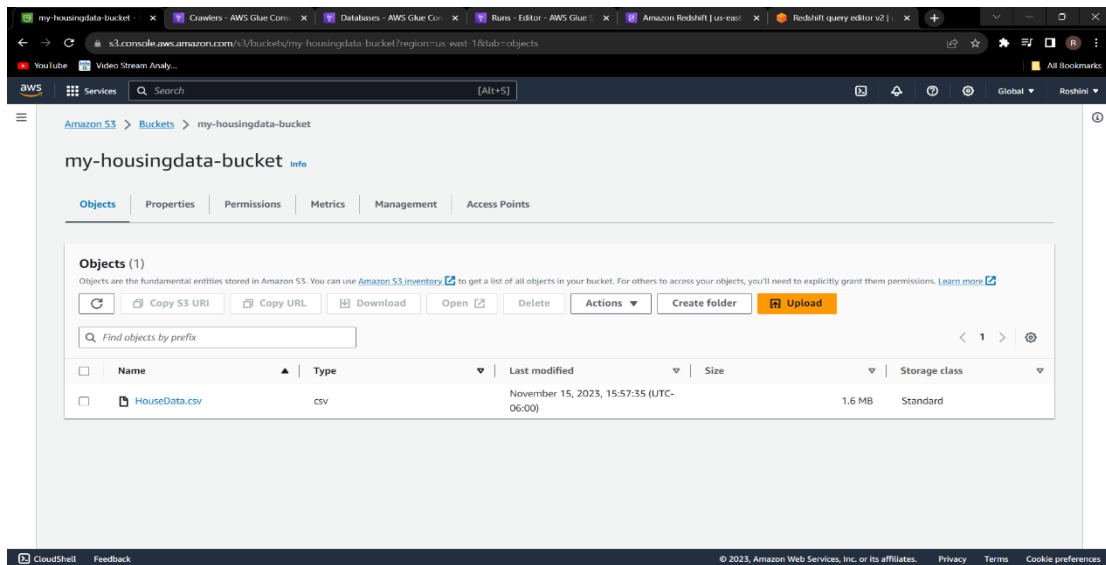 my-housingdata-bucket - S
Crawlers - AWS Glue Conso
Databases - AWS Glue Con
Runs - Editor - AWS Glue S
Amazon Redshift | us-east
Redshift query editor v2 |
s3.console.aws.amazon.com/s3/buckets/my-housingdata-bucket?region=us-east-1&tab=objects
R
YouTube Video Stream Analy...
All Bookmarks
aws Services Search [Alt+S] Global Roshini
Amazon S3 > Buckets > my-housingdata-bucket
my-housingdata-bucket Info
Objects Properties Permissions Metrics Management Access Points
Objects (1)
Objects are the fundamental entities stored in Amazon S3. You can use Amazon S3 inventory to get a list of all objects in your bucket. For others to access your objects, you'll need to explicitly grant them permissions. Learn more
Copy S3 URI Copy URL Download Open Delete Actions Create folder Upload
Find objects by prefix < 1 >
Name Type Last modified Size Storage class
HouseData.csv csv November 15, 2023, 15:57:35 (UTC- 1.6 MB Standard
06:00)
CloudShell Feedback © 2023, Amazon Web Services, Inc. or its affiliates. Privacy Terms Cookie preferences